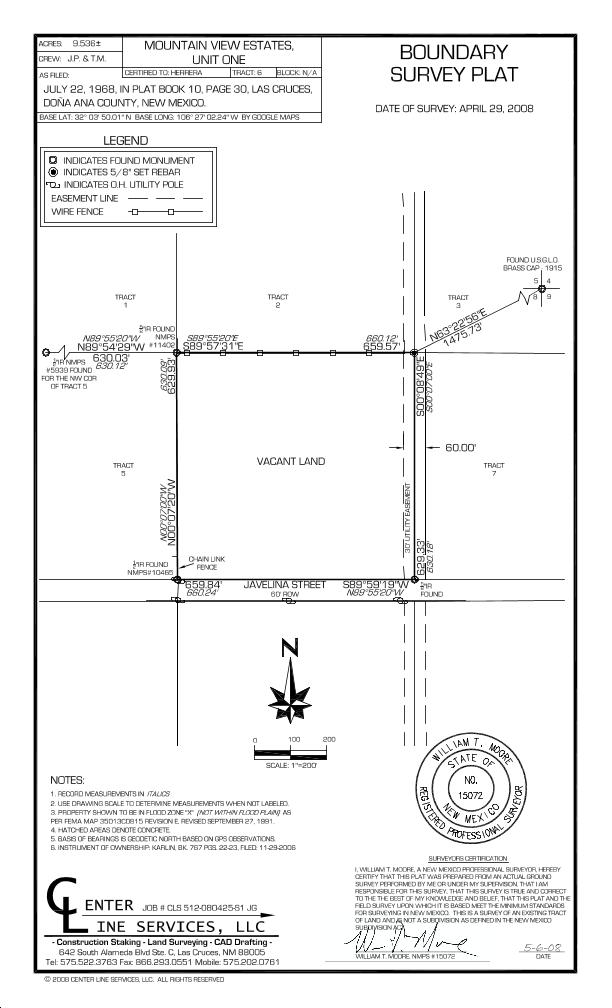 ACRES: 9.536±
CREW: J.P. & T.M.
MOUNTAIN VIEW ESTATES,
UNIT ONE
CERTIFIED TO: HERRERA TRACT: 6 BLOCK: N/A
AS FILED:
JULY 22, 1968, IN PLAT BOOK 10, PAGE 30, LAS CRUCES,
DOÑA ANA COUNTY, NEW MEXICO.
BASE LAT: 32° 03' 50.01" N BASE LONG: 106° 27' 02.24" W BY GOOGLE MAPS
BOUNDARY
SURVEY PLAT
DATE OF SURVEY: APRIL 29, 2008
LEGEND
INDICATES FOUND MONUMENT
INDICATES 5/8" SET REBAR
INDICATES O.H. UTILITY POLE
EASEMENT LINE
WIRE FENCE
FOUND U.S.G.L.O.
BRASS CAP - 1915
5 4
8 9
TRACT
1
TRACT
2
TRACT
3
N63°22'56"E
1475.73'
N89°55'20"W
N89°54'29"W
630.03'
630.12'
½"IR FOUND
NMPS
#11402
S89°55'20"E
S89°57'31"E
660.12'
659.57'
½"IR NMPS
#5939 FOUND
FOR THE NW COR
OF TRACT 5
630.09'
629.93'
S00°08'49"E
S00°07'00"E
60.00'
VACANT LAND
TRACT
5
TRACT
7
N00°07'00"W
N00°07'20"W
30' UTILITY EASEMENT
629.33'
630.18'
½"IR FOUND
NMPS#10465
CHAIN LINK
FENCE
659.84'
660.24'
JAVELINA STREET
60' ROW
S89°59'19"W
N89°55'20"W
½"IR
FOUND
N
0 100 200
SCALE: 1"=200'
WILLIAM T. MOORE
STATE OF
NO.
15072
NEW MEXICO
REGISTERED PROFESSIONAL SURVEYOR
NOTES:
1. RECORD MEASUREMENTS IN ITALICS
2. USE DRAWING SCALE TO DETERMINE MEASUREMENTS WHEN NOT LABELED.
3. PROPERTY SHOWN TO BE IN FLOOD ZONE "X" (NOT WITHIN FLOOD PLAIN) AS
PER FEMA MAP 35013C0815 REVISION E, REVISED SEPTEMBER 27, 1991.
4. HATCHED AREAS DENOTE CONCRETE.
5. BASIS OF BEARINGS IS GEODETIC NORTH BASED ON GPS OBSERVATIONS.
6. INSTRUMENT OF OWNERSHIP: KARLIN, BK. 767 PGS. 22-23, FILED: 11-29-2006
SURVEYOR'S CERTIFICATION
I, WILLIAM T. MOORE, A NEW MEXICO PROFESSIONAL SURVEYOR, HEREBY
CERTIFY THAT THIS PLAT WAS PREPARED FROM AN ACTUAL GROUND
SURVEY PERFORMED BY ME OR UNDER MY SUPERVISION, THAT I AM
RESPONSIBLE FOR THIS SURVEY, THAT THIS SURVEY IS TRUE AND CORRECT
TO THE THE BEST OF MY KNOWLEDGE AND BELIEF, THAT THIS PLAT AND THE
FIELD SURVEY UPON WHICH IT IS BASED MEET THE MINIMUM STANDARDS
FOR SURVEYING IN NEW MEXICO. THIS IS A SURVEY OF AN EXISTING TRACT
OF LAND AND IS NOT A SUBDIVISION AS DEFINED IN THE NEW MEXICO
SUBDIVISION ACT.
5-6-08
WILLIAM T. MOORE, NMPS #15072
DATE
CENTER JOB # CLS 512-080425-S1 JG
LINE SERVICES, LLC
- Construction Staking - Land Surveying - CAD Drafting -
642 South Alameda Blvd Ste. C, Las Cruces, NM 88005
Tel: 575.522.3763 Fax: 866.293.0551 Mobile: 575.202.0761
© 2008 CENTER LINE SERVICES, LLC. ALL RIGHTS RESERVED